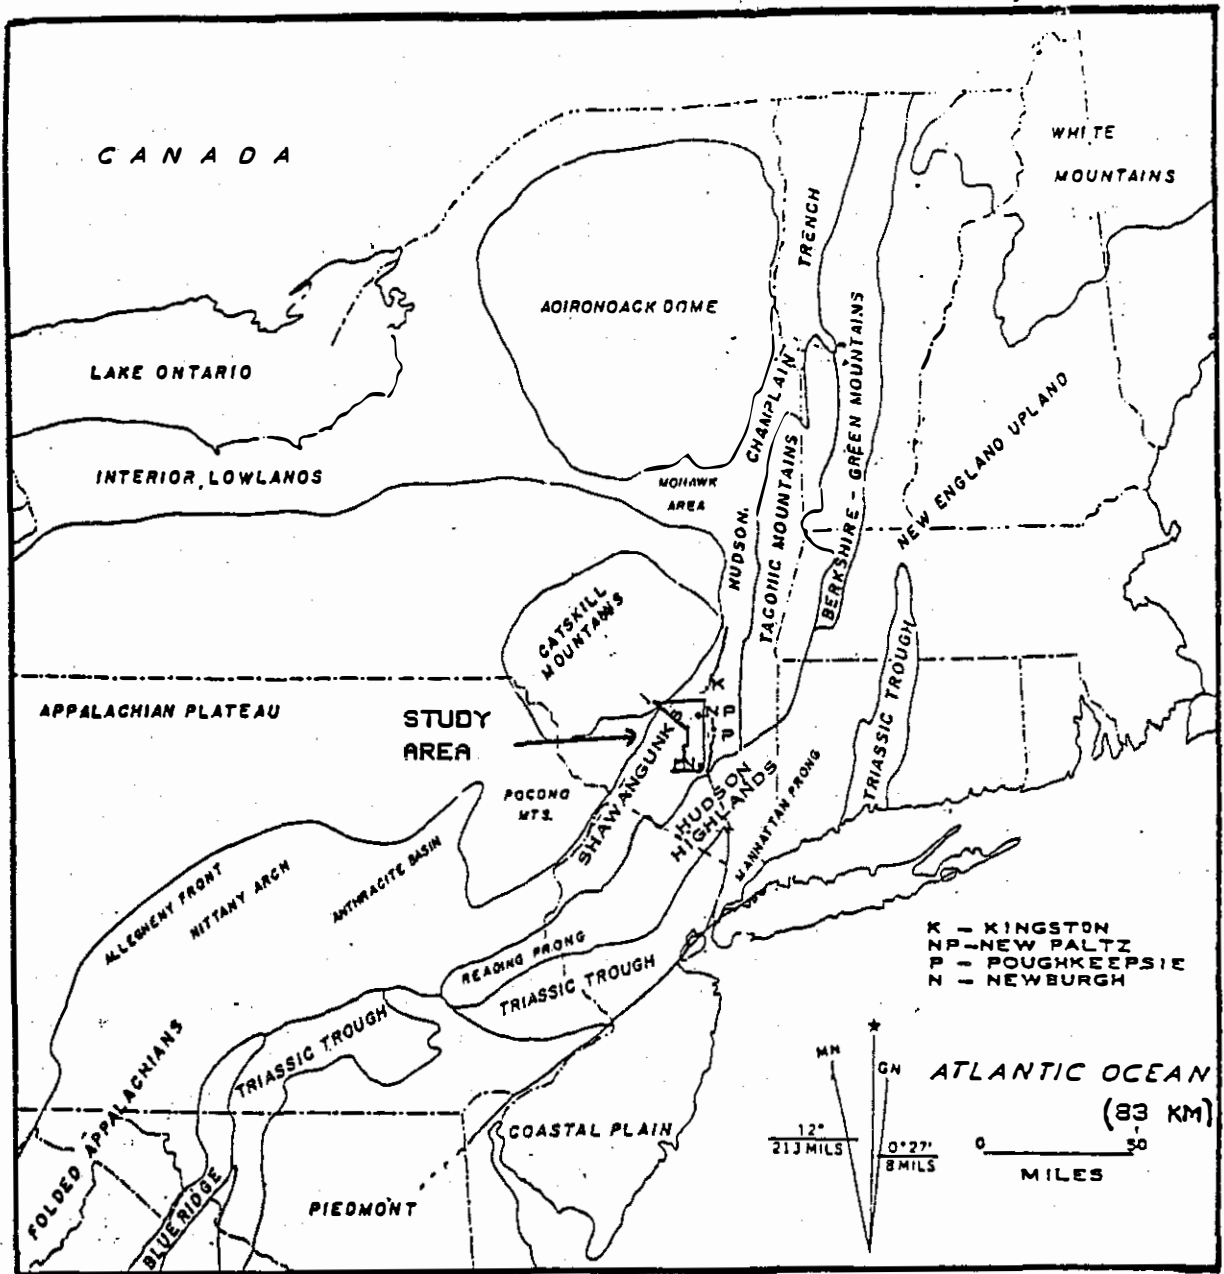 CANADA
WHITE
MOUNTAINS
TRENCH
ADIRONDACK DOME
LAKE ONTARIO
CHAMPLAIN
BERKSHIRE - GREEN MOUNTAINS
INTERIOR LOWLANDS
MOHAWK
AREA
HUDSON
TACONIC MOUNTAINS
NEW ENGLAND UPLAND
CATSKILL
MOUNTAINS
TRIASSIC TROUGH
APPALACHIAN PLATEAU
STUDY
AREA
K
NP
P
N
POCONO
MTS.
SHAWANGUNKS
HUDSON
HIGHLANDS
MANHATTAN PRONG
ALLEGHENY FRONT
NITTANY ARCH
ANTHRACITE BASIN
READING PRONG
TRIASSIC TROUGH
TRIASSIC TROUGH
K - KINGSTON
NP-NEW PALTZ
P - POUGHKEEPSIE
N - NEWBURGH
FOLDED APPALACHIANS
BLUE RIDGE
PIEDMONT
COASTAL PLAIN
MN
GN
12°
213 MILS
0°27'
8 MILS
ATLANTIC OCEAN
(83 KM)
0 50
MILES